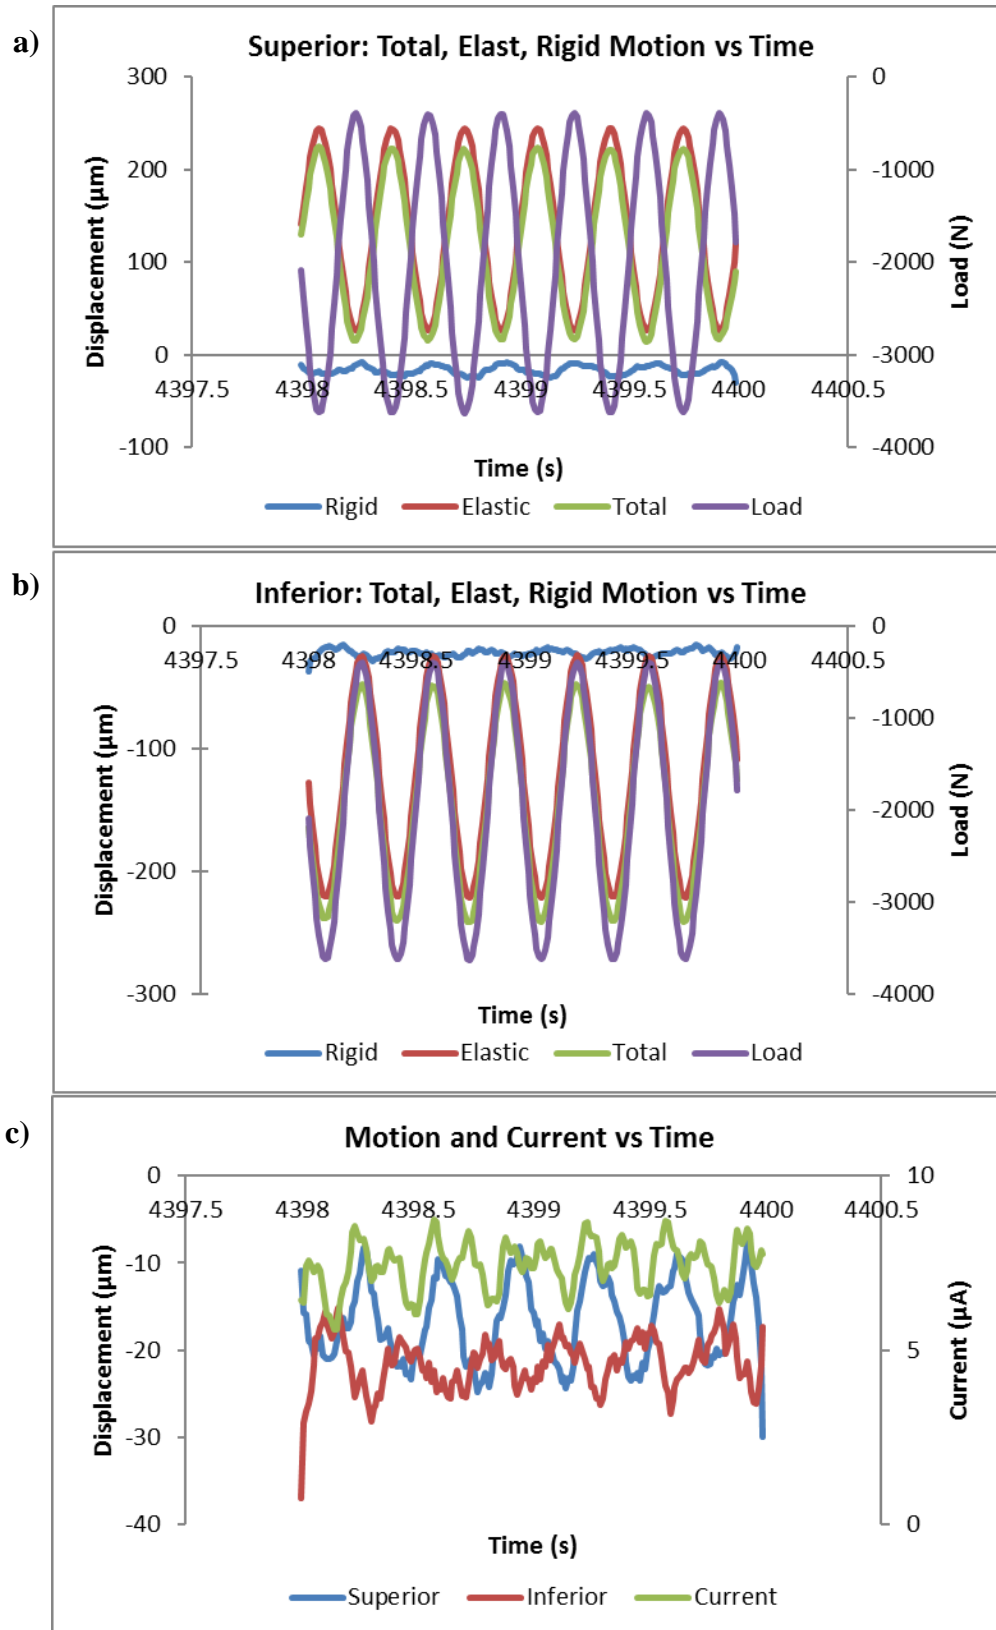 a)
Superior: Total, Elast, Rigid Motion vs Time
300 0
200 -1000
100 -2000
0 -3000
4397.5 4398 4398.5 4399 4399.5 4400 4400.5
-100 -4000
Displacement (µm)
Load (N)
Time (s)
Rigid Elastic Total Load
b)
Inferior: Total, Elast, Rigid Motion vs Time
0 0
4397.5 4398 4398.5 4399 4399.5 4400 4400.5
-100 -1000
-2000
-200 -3000
-300 -4000
Displacement (µm)
Load (N)
Time (s)
Rigid Elastic Total Load
c)
Motion and Current vs Time
0 10
4397.5 4398 4398.5 4399 4399.5 4400 4400.5
-10
-20 5
-30
-40 0
Displacement (µm)
Current (µA)
Time (s)
Superior Inferior Current